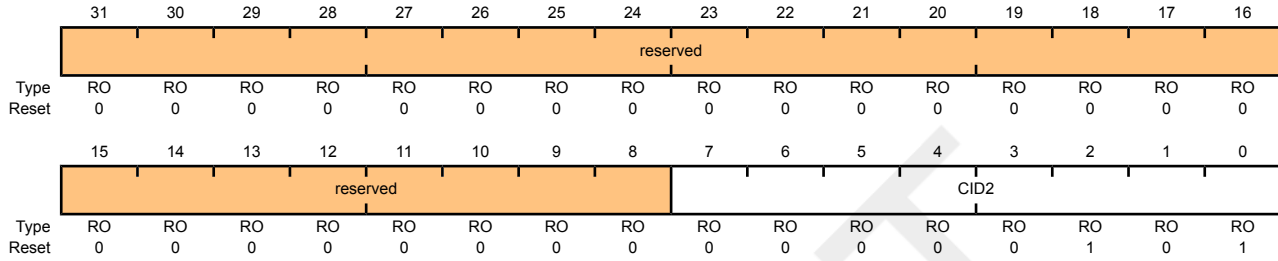 31 30 29 28 27 26 25 24 23 22 21 20 19 18 17 16
reserved
Type RO RO RO RO RO RO RO RO RO RO RO RO RO RO RO RO
Reset 0 0 0 0 0 0 0 0 0 0 0 0 0 0 0 0
15 14 13 12 11 10 9 8 7 6 5 4 3 2 1 0
reserved CID2
Type RO RO RO RO RO RO RO RO RO RO RO RO RO RO RO RO
Reset 0 0 0 0 0 0 0 0 0 0 0 0 0 1 0 1